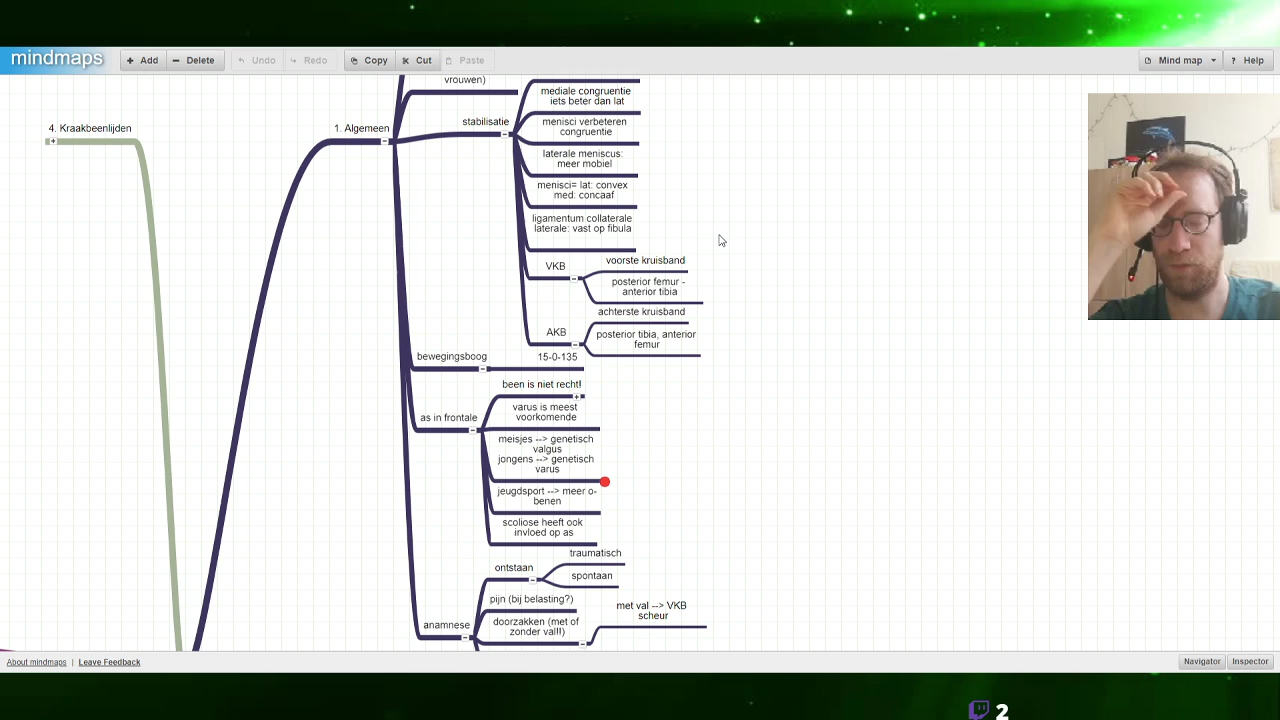 mindmaps
Add
Delete
Undo
Redo
Copy
Cut
Paste
Mind map
? Help
4. Kraakbeenlijden
1. Algemeen
vrouwen)
stabilisatie
mediale congruentie
iets beter dan lat
menisci verbeteren
congruentie
laterale meniscus:
meer mobiel
menisci= lat: convex
med: concaaf
ligamentum collaterale
laterale: vast op fibula
VKB
voorste kruisband
posterior femur -
anterior tibia
AKB
achterste kruisband
posterior tibia, anterior
femur
bewegingsboog
15-0-135
as in frontale
been is niet recht!
varus is meest
voorkomende
meisjes --> genetisch
valgus
jongens --> genetisch
varus
jeugdsport --> meer o-
benen
scoliose heeft ook
invloed op as
anamnese
ontstaan
traumatisch
spontaan
pijn (bij belasting?)
doorzakken (met of
zonder val!!)
met val --> VKB
scheur
About mindmaps | Leave Feedback
Navigator
Inspector
2